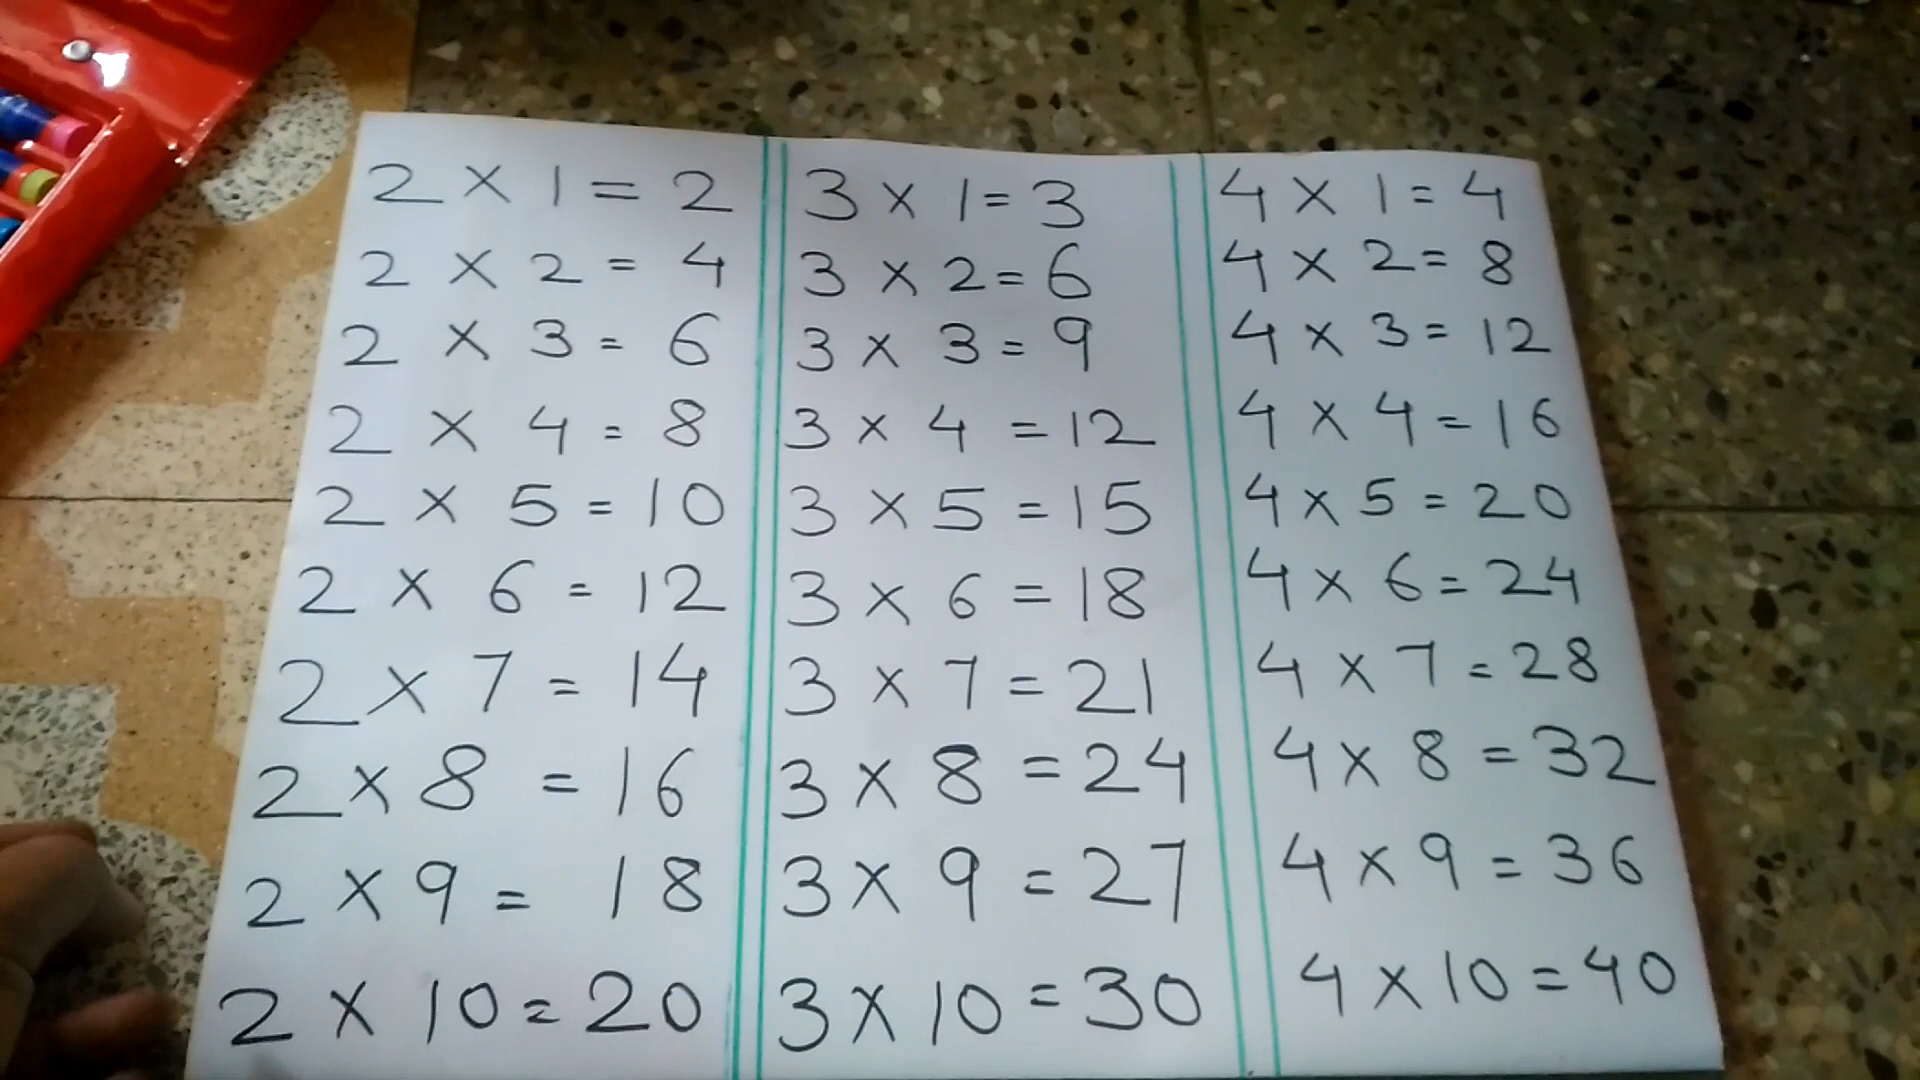 2 × 1 = 2
2 × 2 = 4
2 × 3 = 6
2 × 4 = 8
2 × 5 = 10
2 × 6 = 12
2 × 7 = 14
2 × 8 = 16
2 × 9 = 18
2 × 10 = 20
3 × 1 = 3
3 × 2 = 6
3 × 3 = 9
3 × 4 = 12
3 × 5 = 15
3 × 6 = 18
3 × 7 = 21
3 × 8 = 24
3 × 9 = 27
3 × 10 = 30
4 × 1 = 4
4 × 2 = 8
4 × 3 = 12
4 × 4 = 16
4 × 5 = 20
4 × 6 = 24
4 × 7 = 28
4 × 8 = 32
4 × 9 = 36
4 × 10 = 40